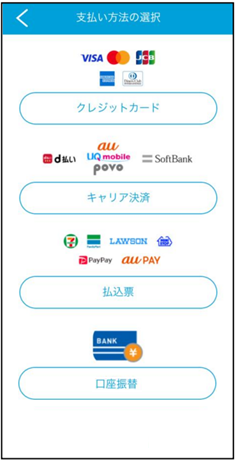 支払い方法の選択
VISA JCB
クレジットカード
d払い au UQ mobile povo SoftBank
キャリア決済
LAWSON
PayPay au PAY
払込票
BANK ¥
口座振替